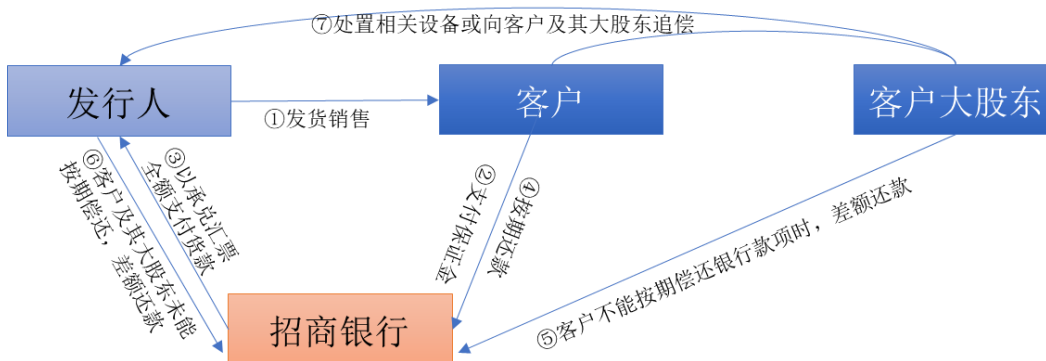 ⑦处置相关设备或向客户及其大股东追偿
发行人
客户
客户大股东
①发货销售
③以承兑汇票
全额支付货款
⑥客户及其大股东未能
按期偿还，差额还款
②支付保证金
④按期还款
⑤客户不能按期偿还银行款项时，差额还款
招商银行